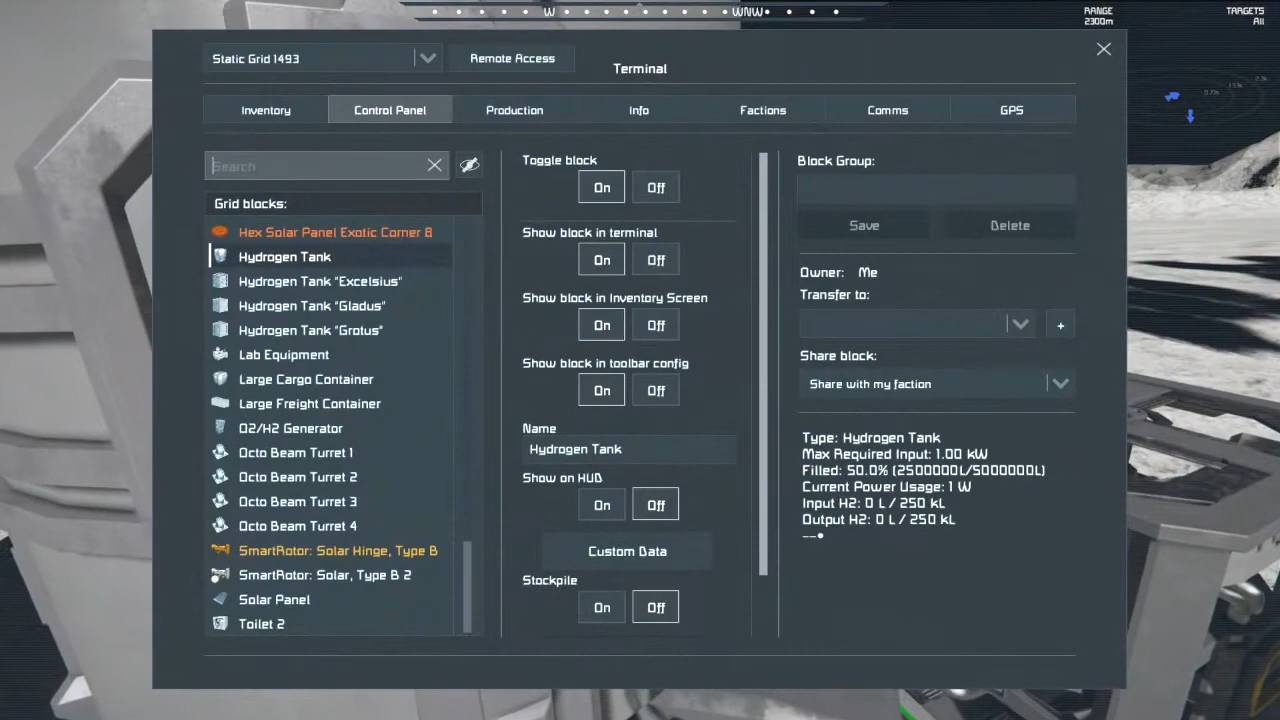 W
WNW
RANGE
2300m
TARGETS
All
Static Grid 1493
Remote Access
Terminal
Inventory
Control Panel
Production
Info
Factions
Comms
GPS
Search
Grid blocks:
Hex Solar Panel Exotic Corner B
Hydrogen Tank
Hydrogen Tank "Excelsius"
Hydrogen Tank "Gladus"
Hydrogen Tank "Grotus"
Lab Equipment
Large Cargo Container
Large Freight Container
O2/H2 Generator
Octo Beam Turret 1
Octo Beam Turret 2
Octo Beam Turret 3
Octo Beam Turret 4
SmartRotor: Solar Hinge, Type B
SmartRotor: Solar, Type B 2
Solar Panel
Toilet 2
Toggle block
On Off
Show block in terminal
On Off
Show block in Inventory Screen
On Off
Show block in toolbar config
On Off
Name
Hydrogen Tank
Show on HUD
On Off
Custom Data
Stockpile
On Off
Block Group:
Save
Delete
Owner: Me
Transfer to:
+
Share block:
Share with my faction
Type: Hydrogen Tank
Max Required Input: 1.00 kW
Filled: 50.0% (2500000L/5000000L)
Current Power Usage: 1 W
Input H2: 0 L / 250 kL
Output H2: 0 L / 250 kL